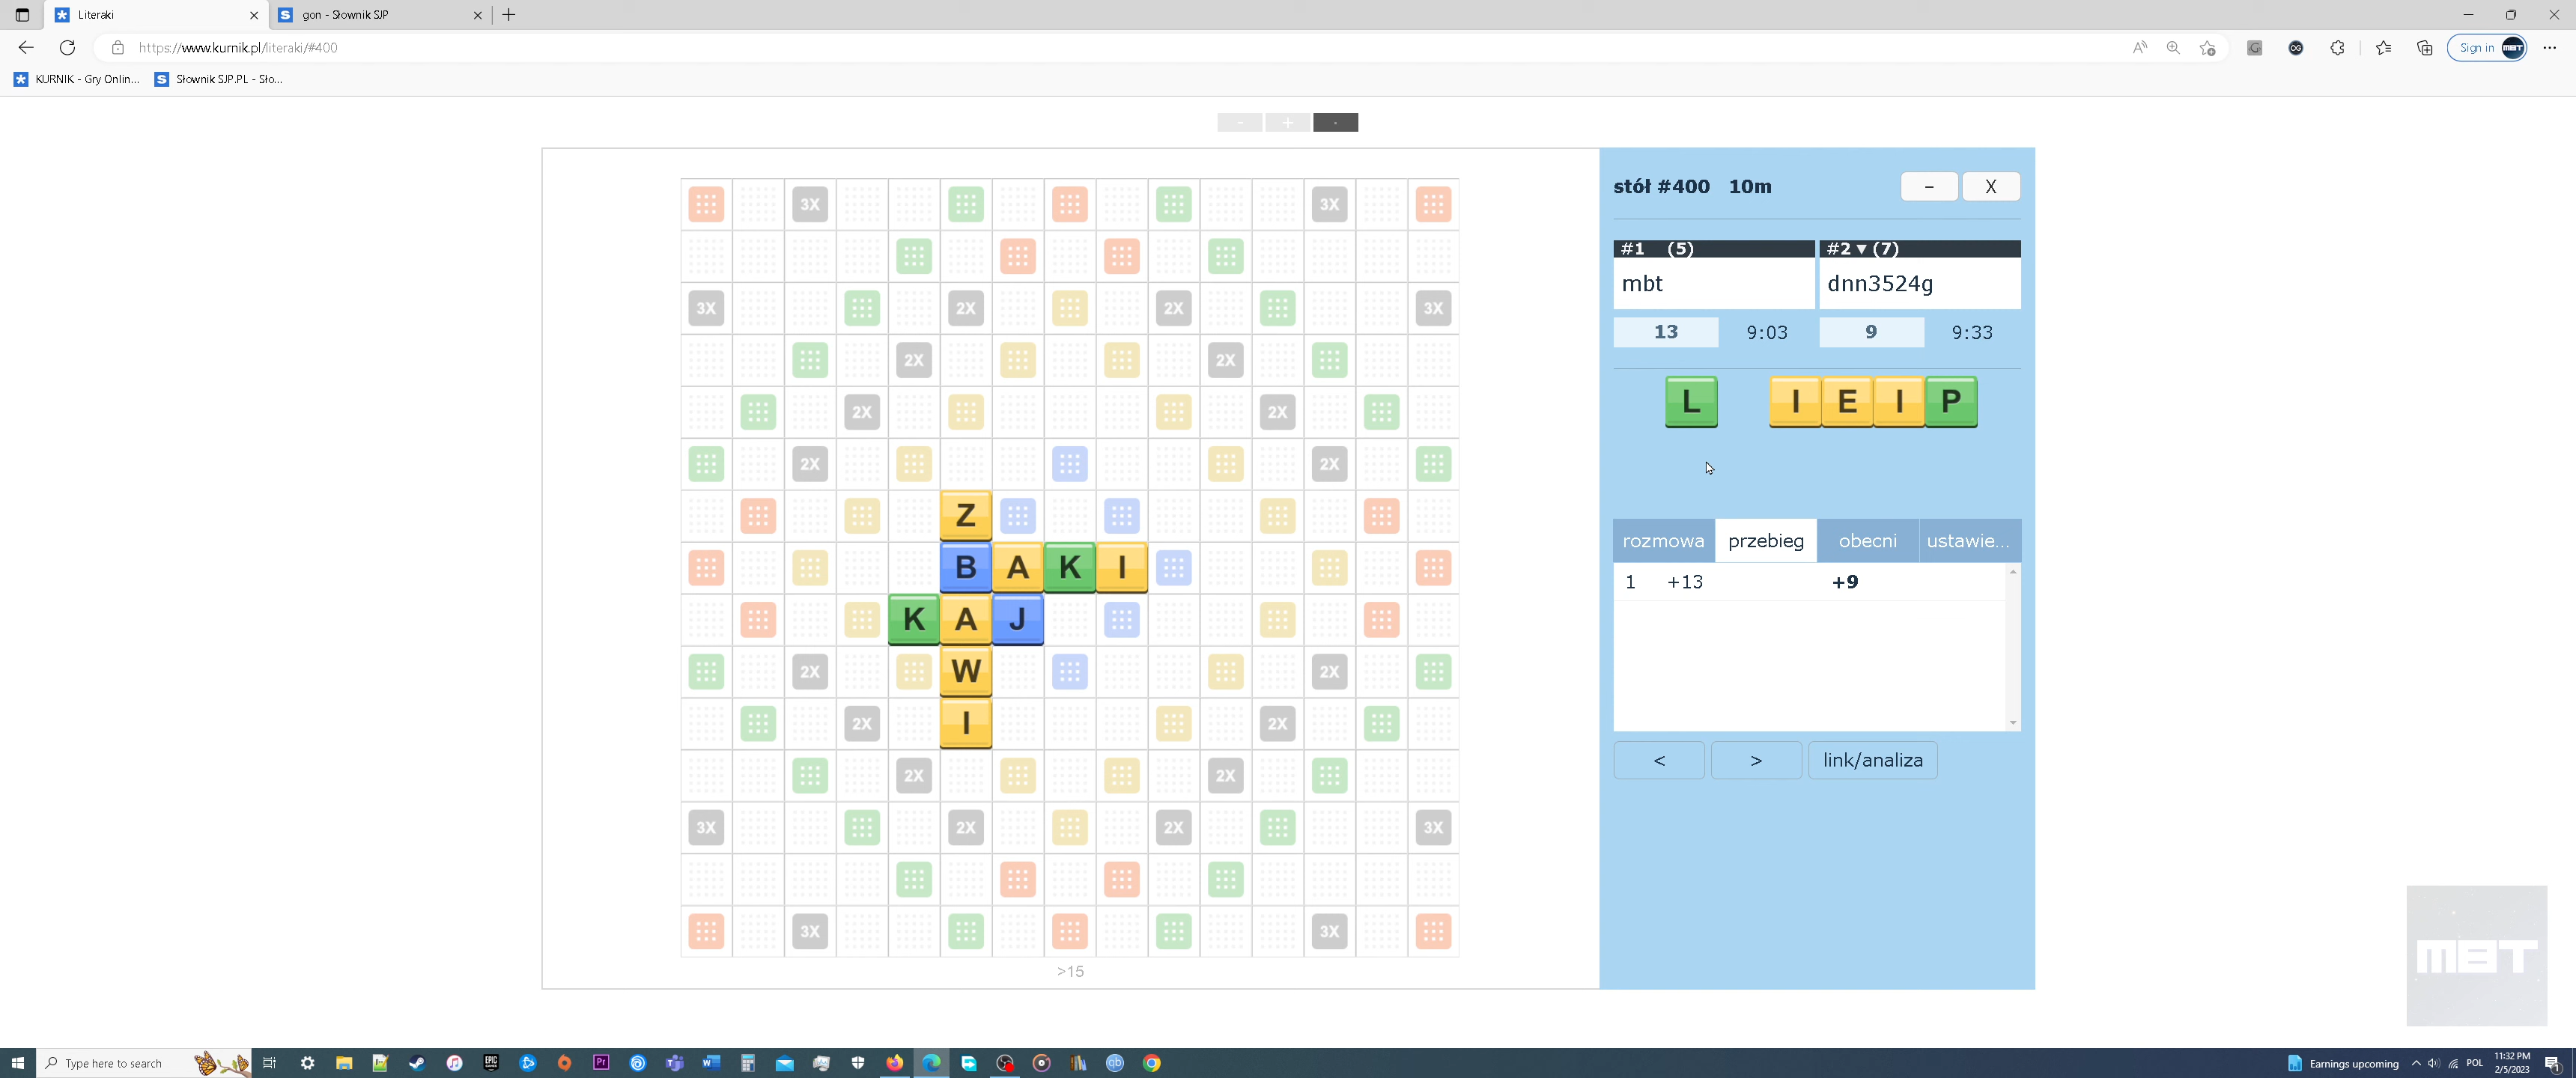 Literaki
gon - Słownik SJP
https://www.kurnik.pl/literaki/#400
Sign in
KURNIK - Gry Onlin...
Słownik SJP.PL - Sło...
- + ·
stół #400 10m
– X
#1 (5) #2 ▼ (7)
mbt dnn3524g
13 9:03 9 9:33
L I E I P
rozmowa przebieg obecni ustawie...
1 +13 +9
< > link/analiza
3X 3X
3X 2X 2X 3X
2X 2X
2X 2X
2X 2X
Z
B A K I
K A J
2X W 2X
2X I 2X
2X 2X
3X 2X 2X 3X
3X 3X
>15
MBT
Type here to search
Earnings upcoming
POL
11:32 PM
2/5/2023